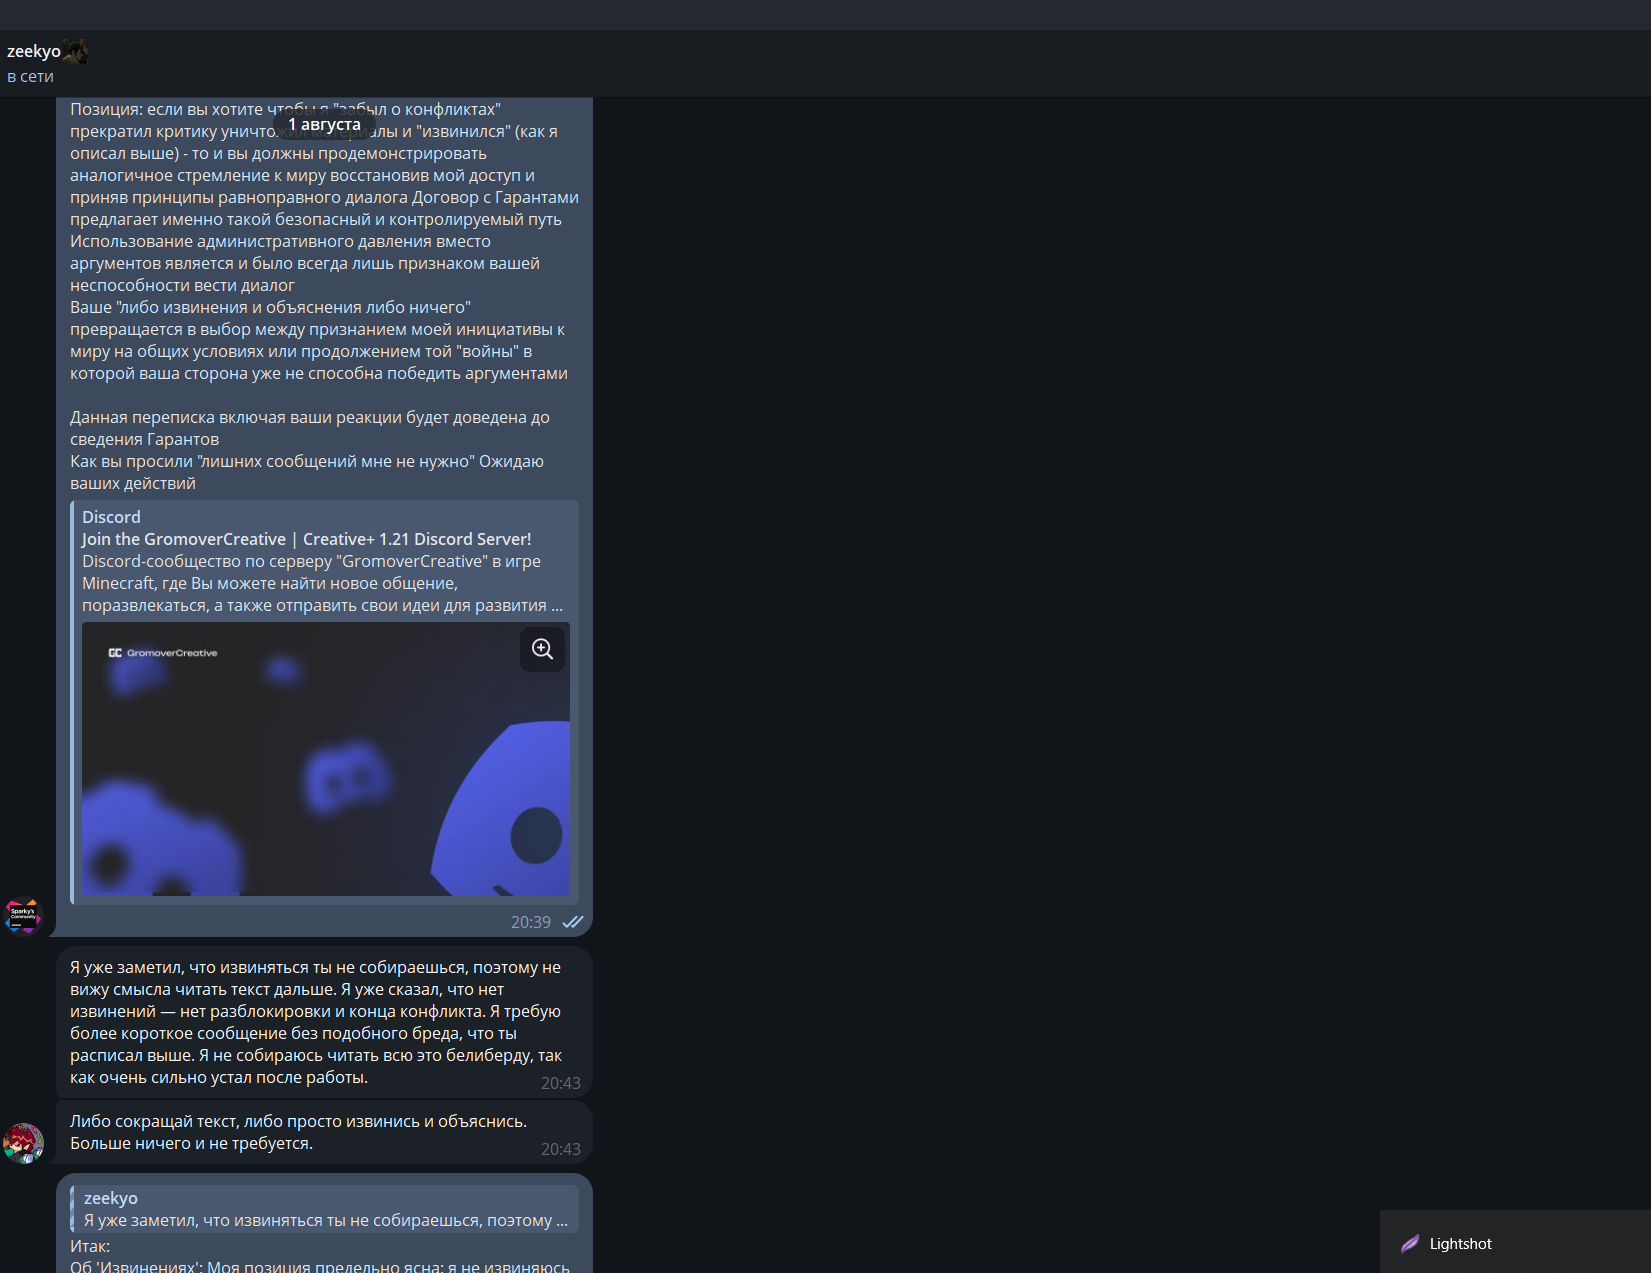 zeekyo
в сети
Позиция: если вы хотите чтобы я "забыл о конфликтах"
1 августа
прекратил критику уничтожил материалы и "извинился" (как я
описал выше) - то и вы должны продемонстрировать
аналогичное стремление к миру восстановив мой доступ и
приняв принципы равноправного диалога Договор с Гарантами
предлагает именно такой безопасный и контролируемый путь
Использование административного давления вместо
аргументов является и было всегда лишь признаком вашей
неспособности вести диалог
Ваше "либо извинения и объяснения либо ничего"
превращается в выбор между признанием моей инициативы к
миру на общих условиях или продолжением той "войны" в
которой ваша сторона уже не способна победить аргументами
Данная переписка включая ваши реакции будет доведена до
сведения Гарантов
Как вы просили "лишних сообщений мне не нужно" Ожидаю
ваших действий
Discord
Join the GromoverCreative | Creative+ 1.21 Discord Server!
Discord-сообщество по серверу "GromoverCreative" в игре
Minecraft, где Вы можете найти новое общение,
поразвлекаться, а также отправить свои идеи для развития ...
GC GromoverCreative
Sparky's
Community
20:39
Я уже заметил, что извиняться ты не собираешься, поэтому не
вижу смысла читать текст дальше. Я уже сказал, что нет
извинений — нет разблокировки и конца конфликта. Я требую
более короткое сообщение без подобного бреда, что ты
расписал выше. Я не собираюсь читать всю это белиберду, так
как очень сильно устал после работы.
20:43
Либо сокращай текст, либо просто извинись и объяснись.
Больше ничего и не требуется.
20:43
zeekyo
Я уже заметил, что извиняться ты не собираешься, поэтому ...
Итак:
Об 'Извинениях': Моя позиция предельно ясна: я не извиняюсь
Lightshot